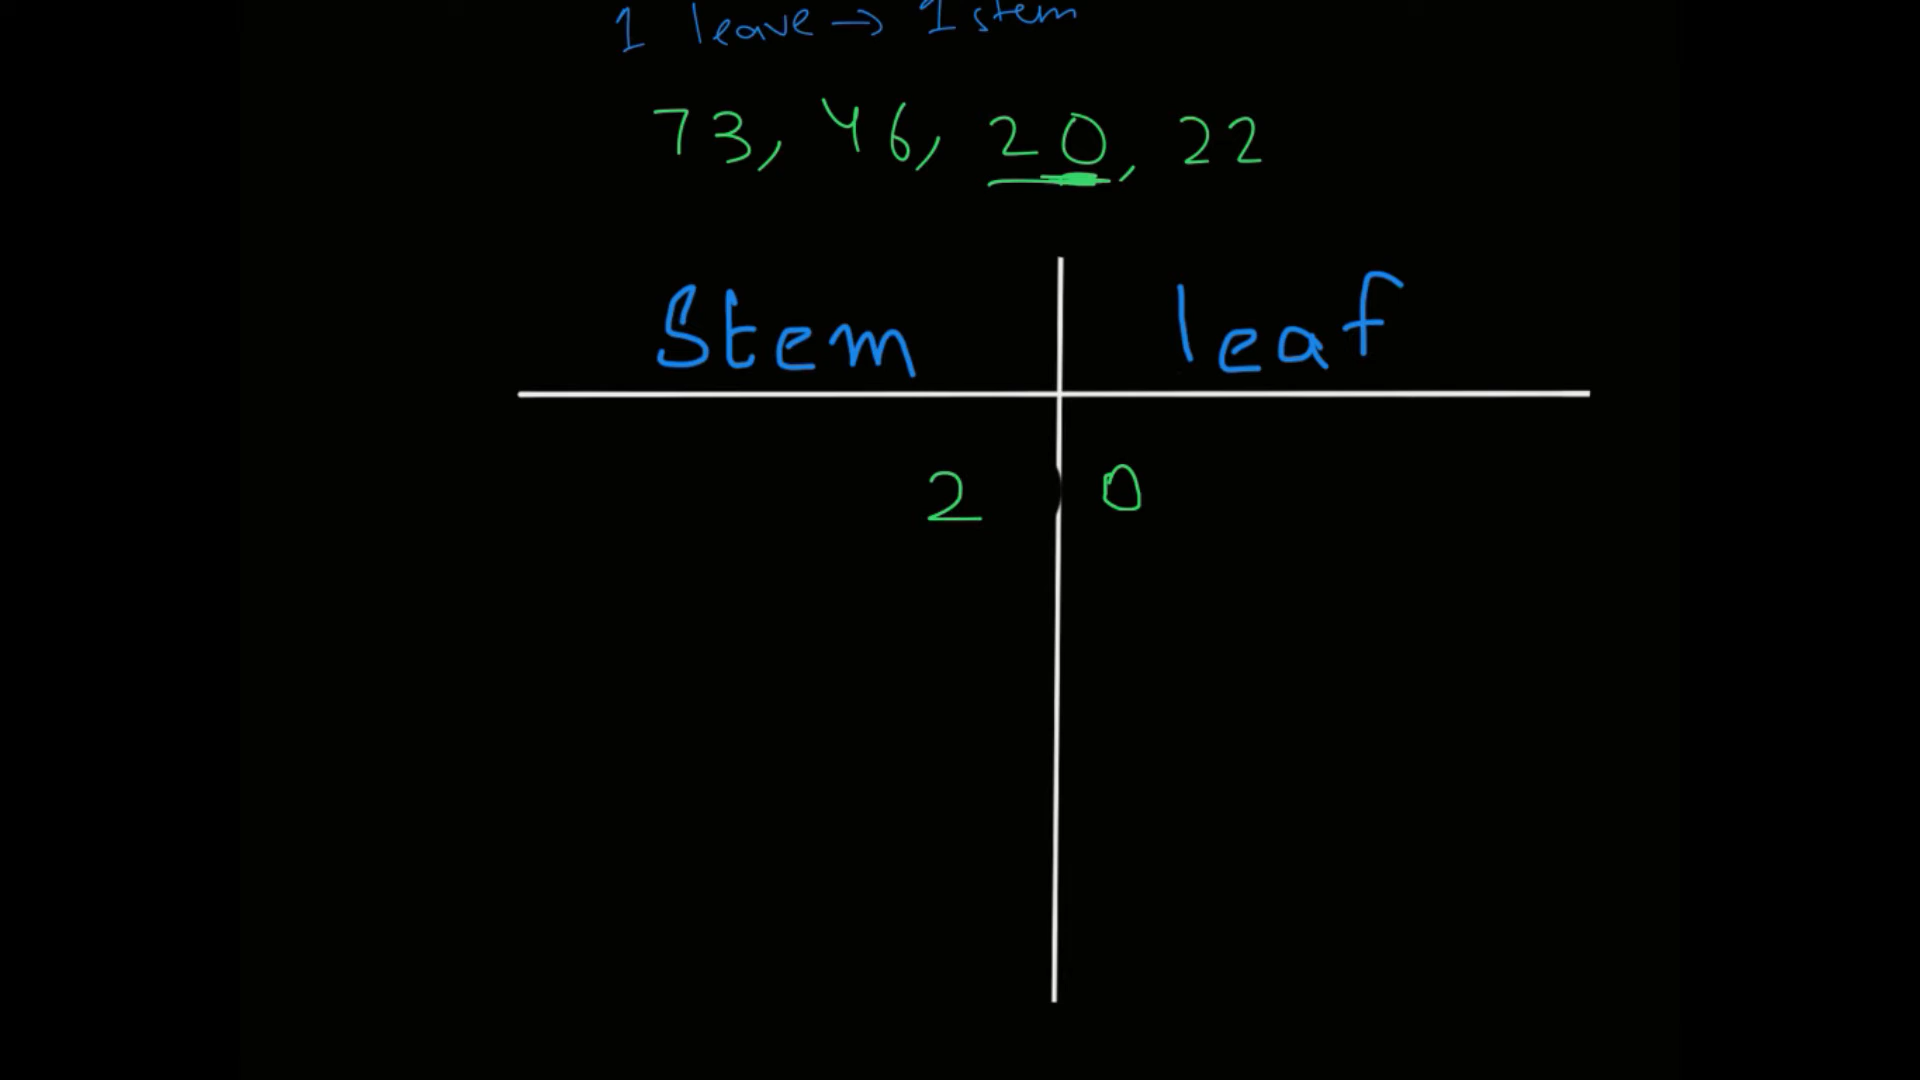 1 leave → 1 stem
73, 46, 20, 22
Stem leaf
2 0